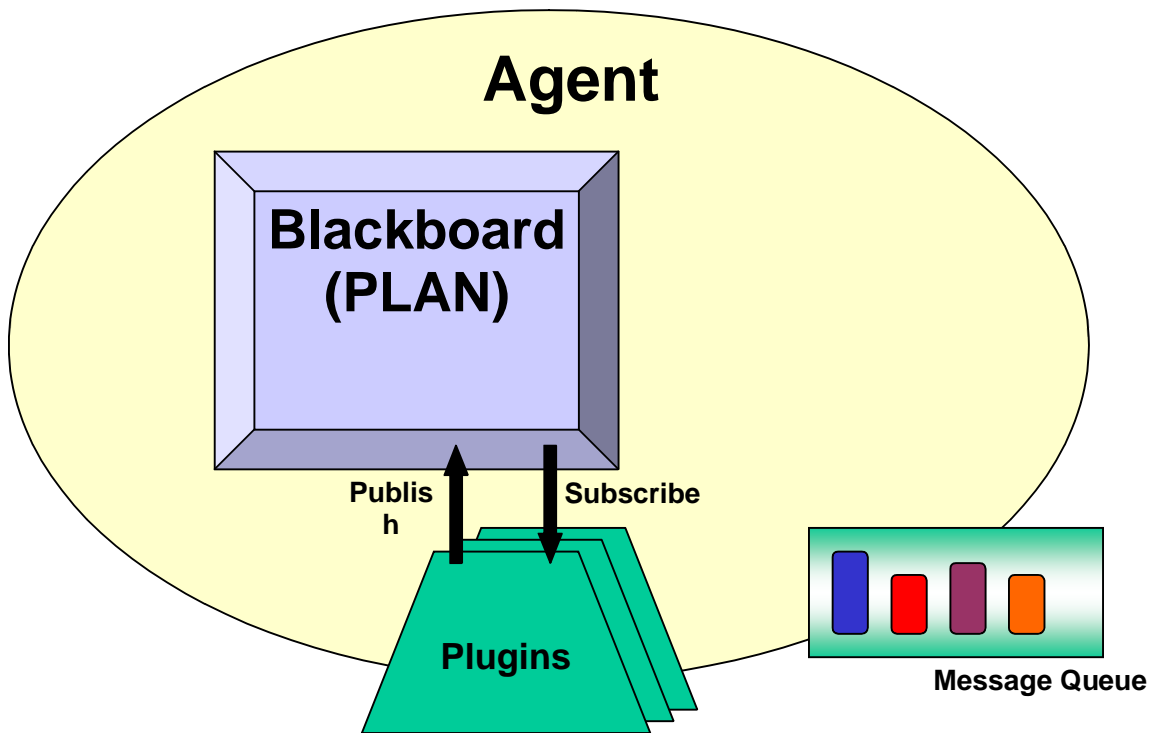 Agent
Blackboard
(PLAN)
Publis
h
Subscribe
Plugins
Message Queue